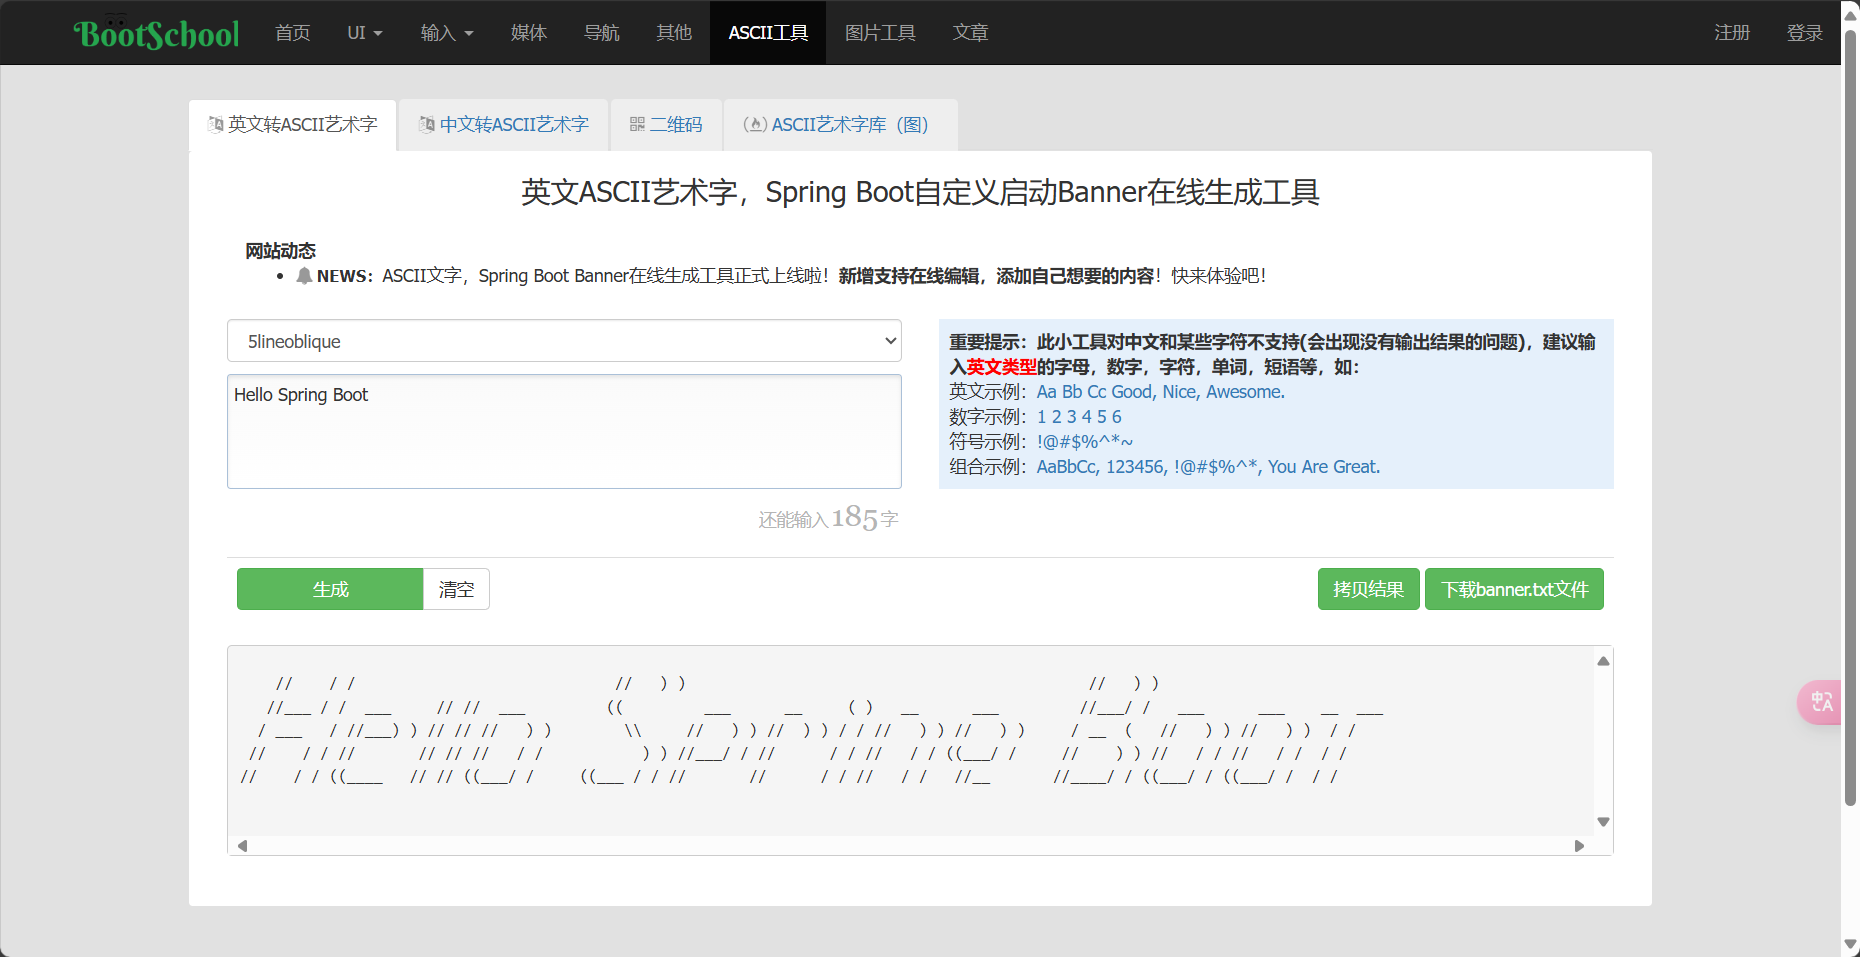 BootSchool 首页 UI 输入 媒体 导航 其他 ASCII工具 图片工具 文章 注册 登录
英文转ASCII艺术字 中文转ASCII艺术字 二维码 ASCII艺术字库（图）
英文ASCII艺术字，Spring Boot自定义启动Banner在线生成工具
网站动态
NEWS：ASCII文字，Spring Boot Banner在线生成工具正式上线啦！新增支持在线编辑，添加自己想要的内容！快来体验吧！
5lineoblique
Hello Spring Boot
还能输入185字
重要提示：此小工具对中文和某些字符不支持(会出现没有输出结果的问题)，建议输
入英文类型的字母，数字，字符，单词，短语等，如：
英文示例：Aa Bb Cc Good, Nice, Awesome.
数字示例：1 2 3 4 5 6
符号示例：!@#$%^*~
组合示例：AaBbCc, 123456, !@#$%^*, You Are Great.
生成 清空 拷贝结果 下载banner.txt文件
    //    / /                             //   ) )                                             //   ) )
   //___ / /  ___     // //  ___         ((         ___      __     ( )   __      ___         //___/ /   ___      ___    __  ___
  / ___   / //___) ) // // //   ) )        \\     //   ) ) //  ) ) / / //   ) ) //   ) )     / __  (   //   ) ) //   ) )  / /
 //    / / //       // // //   / /           ) ) //___/ / //      / / //   / / ((___/ /     //    ) ) //   / / //   / /  / /
//    / / ((____   // // ((___/ /     ((___ / / //       //      / / //   / /   //__       //____/ / ((___/ / ((___/ /  / /